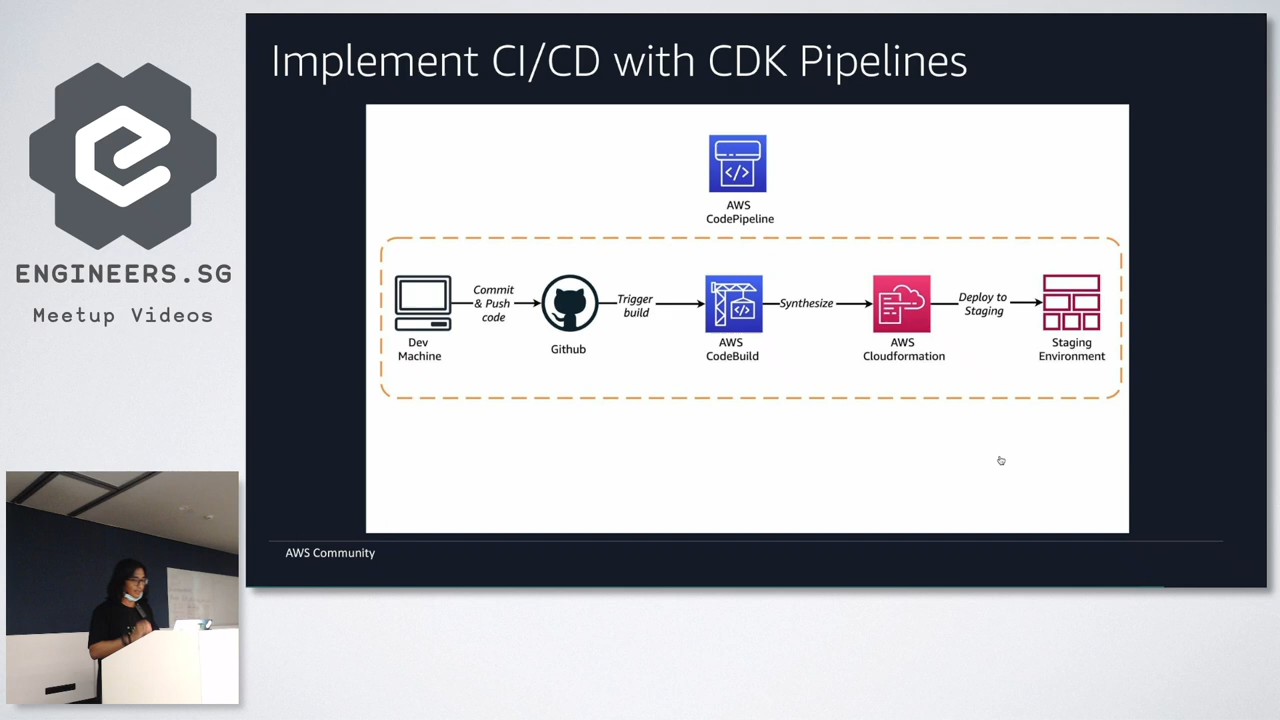 ENGINEERS.SG
Meetup Videos
Implement CI/CD with CDK Pipelines
AWS
CodePipeline
Dev
Machine
Commit
& Push
code
Github
Trigger
build
AWS
CodeBuild
Synthesize
AWS
Cloudformation
Deploy to
Staging
Staging
Environment
AWS Community